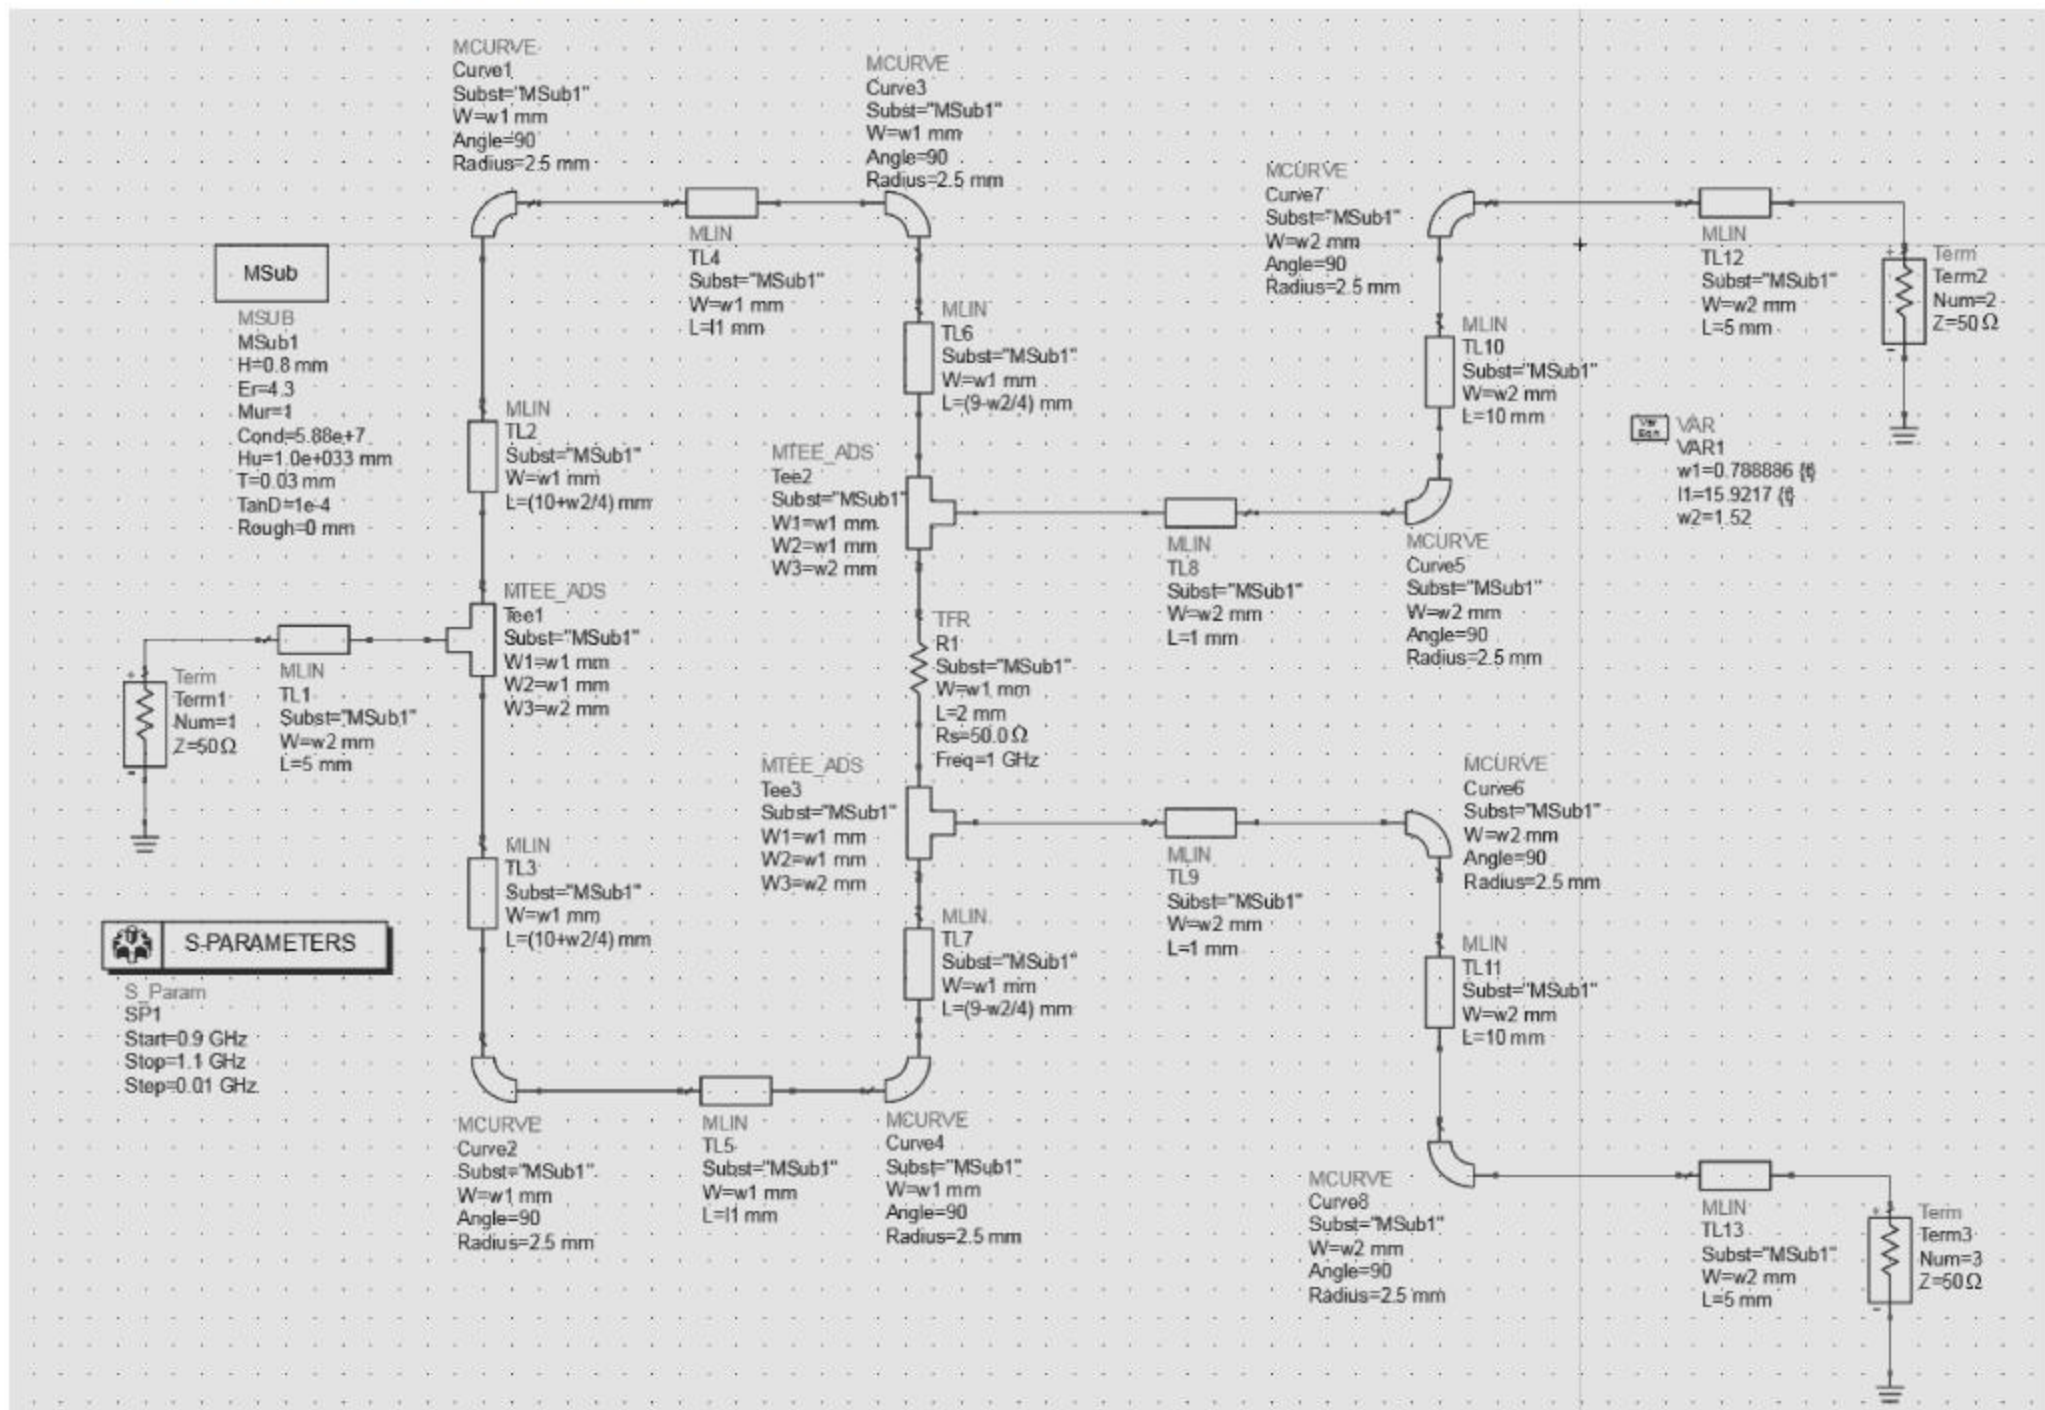 MCURVE
Curve1
Subst="MSub1"
W=w1 mm
Angle=90
Radius=2.5 mm
MCURVE
Curve3
Subst="MSub1"
W=w1 mm
Angle=90
Radius=2.5 mm
MCURVE
Curve7
Subst="MSub1"
W=w2 mm
Angle=90
Radius=2.5 mm
MLIN
TL4
Subst="MSub1"
W=w1 mm
L=l1 mm
MLIN
TL12
Subst="MSub1"
W=w2 mm
L=5 mm
Term
Term2
Num=2
Z=50 Ω
MSub
MSUB
MSub1
H=0.8 mm
Er=4.3
Mur=1
Cond=5.88e+7
Hu=1.0e+033 mm
T=0.03 mm
TanD=1e-4
Rough=0 mm
MLIN
TL6
Subst="MSub1"
W=w1 mm
L=(9-w2/4) mm
MLIN
TL10
Subst="MSub1"
W=w2 mm
L=10 mm
MLIN
TL2
Subst="MSub1"
W=w1 mm
L=(10+w2/4) mm
MTEE_ADS
Tee2
Subst="MSub1"
W1=w1 mm
W2=w1 mm
W3=w2 mm
Var
Eqn
VAR
VAR1
w1=0.788886 {t}
l1=15.9217 {t}
w2=1.52
MLIN
TL8
Subst="MSub1"
W=w2 mm
L=1 mm
MCURVE
Curve5
Subst="MSub1"
W=w2 mm
Angle=90
Radius=2.5 mm
MTEE_ADS
Tee1
Subst="MSub1"
W1=w1 mm
W2=w1 mm
W3=w2 mm
TFR
R1
Subst="MSub1"
W=w1 mm
L=2 mm
Rs=50.0 Ω
Freq=1 GHz
Term
Term1
Num=1
Z=50 Ω
MLIN
TL1
Subst="MSub1"
W=w2 mm
L=5 mm
MTEE_ADS
Tee3
Subst="MSub1"
W1=w1 mm
W2=w1 mm
W3=w2 mm
MCURVE
Curve6
Subst="MSub1"
W=w2 mm
Angle=90
Radius=2.5 mm
MLIN
TL3
Subst="MSub1"
W=w1 mm
L=(10+w2/4) mm
MLIN
TL9
Subst="MSub1"
W=w2 mm
L=1 mm
MLIN
TL7
Subst="MSub1"
W=w1 mm
L=(9-w2/4) mm
MLIN
TL11
Subst="MSub1"
W=w2 mm
L=10 mm
S-PARAMETERS
S_Param
SP1
Start=0.9 GHz
Stop=1.1 GHz
Step=0.01 GHz
MCURVE
Curve2
Subst="MSub1"
W=w1 mm
Angle=90
Radius=2.5 mm
MLIN
TL5
Subst="MSub1"
W=w1 mm
L=l1 mm
MCURVE
Curve4
Subst="MSub1"
W=w1 mm
Angle=90
Radius=2.5 mm
MCURVE
Curve8
Subst="MSub1"
W=w2 mm
Angle=90
Radius=2.5 mm
MLIN
TL13
Subst="MSub1"
W=w2 mm
L=5 mm
Term
Term3
Num=3
Z=50 Ω